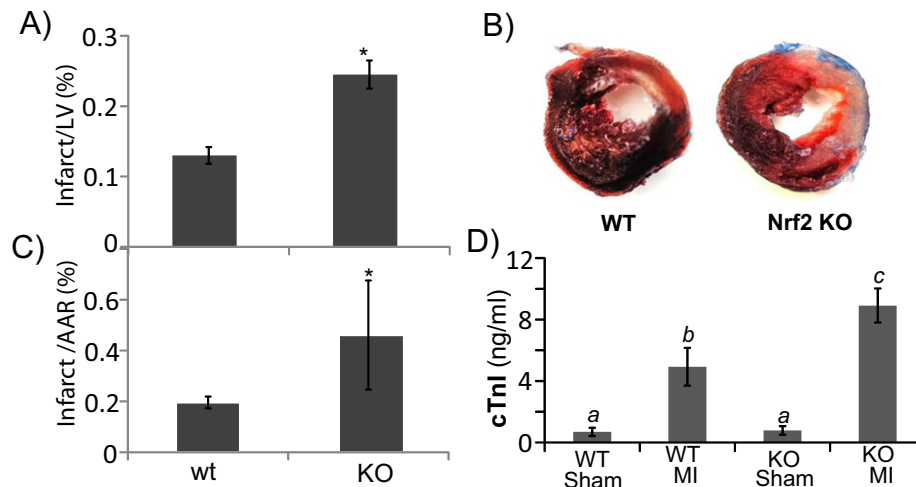 A)
Infarct/LV (%)
0.3
0.2
0.1
0
*
B)
WT
Nrf2 KO
C)
Infarct /AAR (%)
0.6
0.4
0.2
0
*
wt
KO
D)
cTnI (ng/ml)
12
8
4
0
a
b
a
c
WT
Sham
WT
MI
KO
Sham
KO
MI